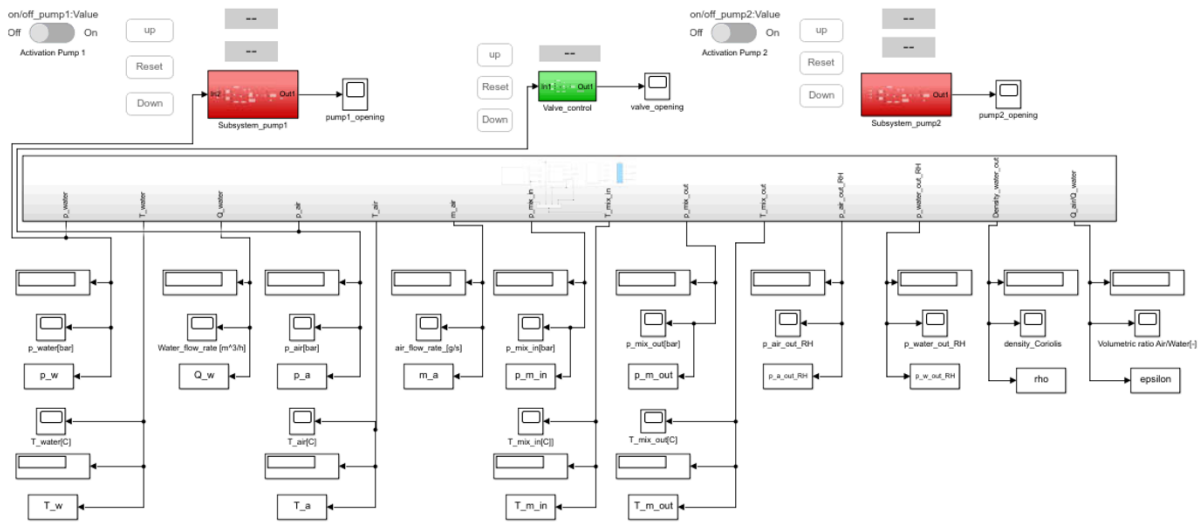 on/off_pump1:Value
Off
On
Activation Pump 1
up
Reset
Down
--
--
In2
Out1
Subsystem_pump1
pump1_opening
up
Reset
Down
--
In1
Out1
Valve_control
valve_opening
on/off_pump2:Value
Off
On
Activation Pump 2
up
Reset
Down
--
--
Out1
Subsystem_pump2
pump2_opening
p_water
T_water
Q_water
p_air
T_air
m_air
p_mix_in
T_mix_in
p_mix_out
T_mix_out
p_air_out_RH
p_water_out_RH
Density_water_out
Q_air/Q_water
p_water[bar]
Water_flow_rate [m^3/h]
p_air[bar]
air_flow_rate_[g/s]
p_mix_in[bar]
p_mix_out[bar]
p_air_out_RH
p_water_out_RH
density_Coriolis
Volumetric ratio Air/Water[-]
p_w
Q_w
p_a
m_a
p_m_in
p_m_out
p_a_out_RH
p_w_out_RH
rho
epsilon
T_water[C]
T_air[C]
T_mix_in[C]]
T_mix_out[C]
T_w
T_a
T_m_in
T_m_out